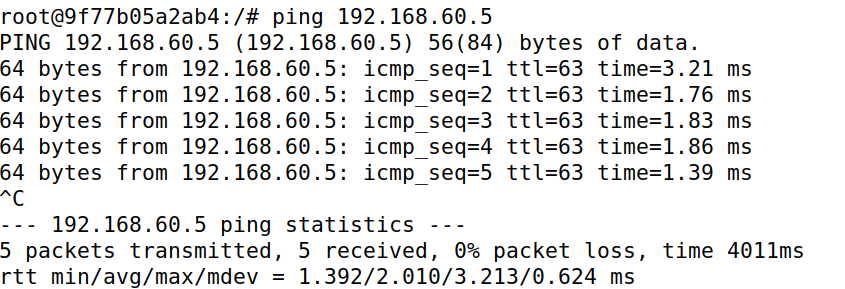 root@9f77b05a2ab4:/# ping 192.168.60.5
PING 192.168.60.5 (192.168.60.5) 56(84) bytes of data.
64 bytes from 192.168.60.5: icmp_seq=1 ttl=63 time=3.21 ms
64 bytes from 192.168.60.5: icmp_seq=2 ttl=63 time=1.76 ms
64 bytes from 192.168.60.5: icmp_seq=3 ttl=63 time=1.83 ms
64 bytes from 192.168.60.5: icmp_seq=4 ttl=63 time=1.86 ms
64 bytes from 192.168.60.5: icmp_seq=5 ttl=63 time=1.39 ms
^C
--- 192.168.60.5 ping statistics ---
5 packets transmitted, 5 received, 0% packet loss, time 4011ms
rtt min/avg/max/mdev = 1.392/2.010/3.213/0.624 ms